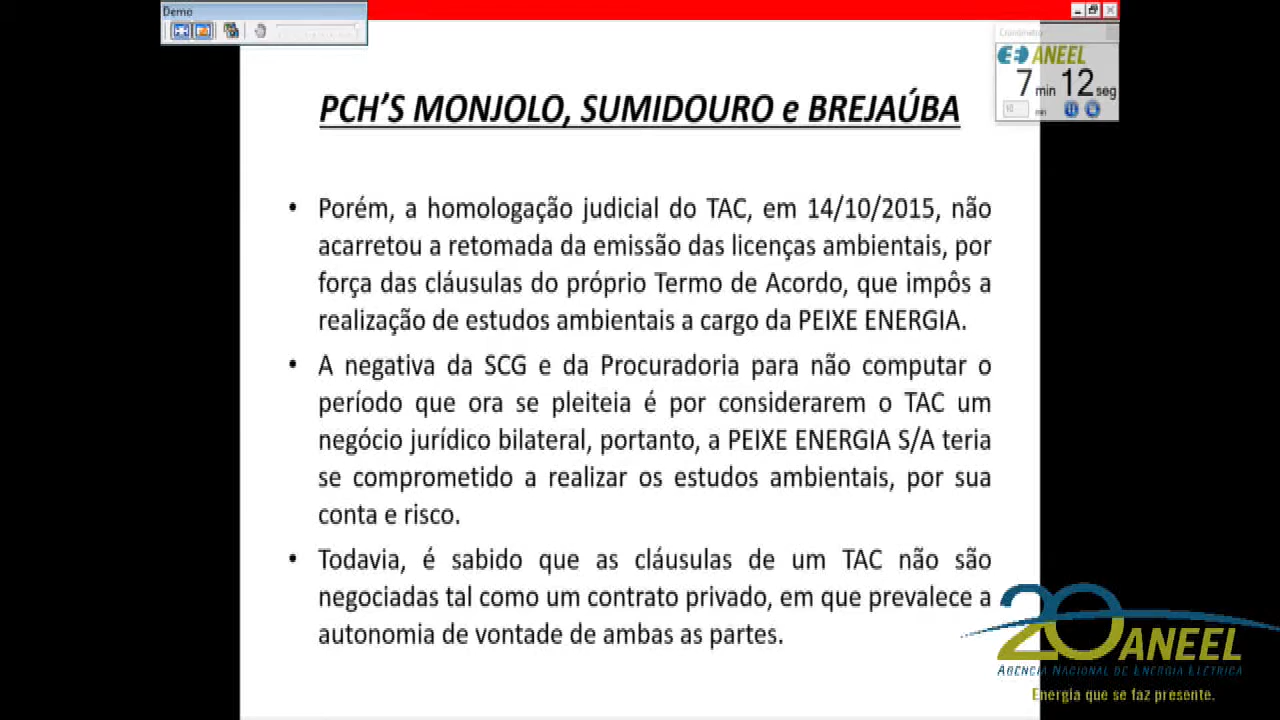 Demo
Cronômetro
ANEEL
7 min 12 seg
10 min
PCH'S MONJOLO, SUMIDOURO e BREJAÚBA
• Porém, a homologação judicial do TAC, em 14/10/2015, não
acarretou a retomada da emissão das licenças ambientais, por
força das cláusulas do próprio Termo de Acordo, que impôs a
realização de estudos ambientais a cargo da PEIXE ENERGIA.
• A negativa da SCG e da Procuradoria para não computar o
período que ora se pleiteia é por considerarem o TAC um
negócio jurídico bilateral, portanto, a PEIXE ENERGIA S/A teria
se comprometido a realizar os estudos ambientais, por sua
conta e risco.
• Todavia, é sabido que as cláusulas de um TAC não são
negociadas tal como um contrato privado, em que prevalece a
autonomia de vontade de ambas as partes.
20 ANEEL
AGÊNCIA NACIONAL DE ENERGIA ELÉTRICA
Energia que se faz presente.